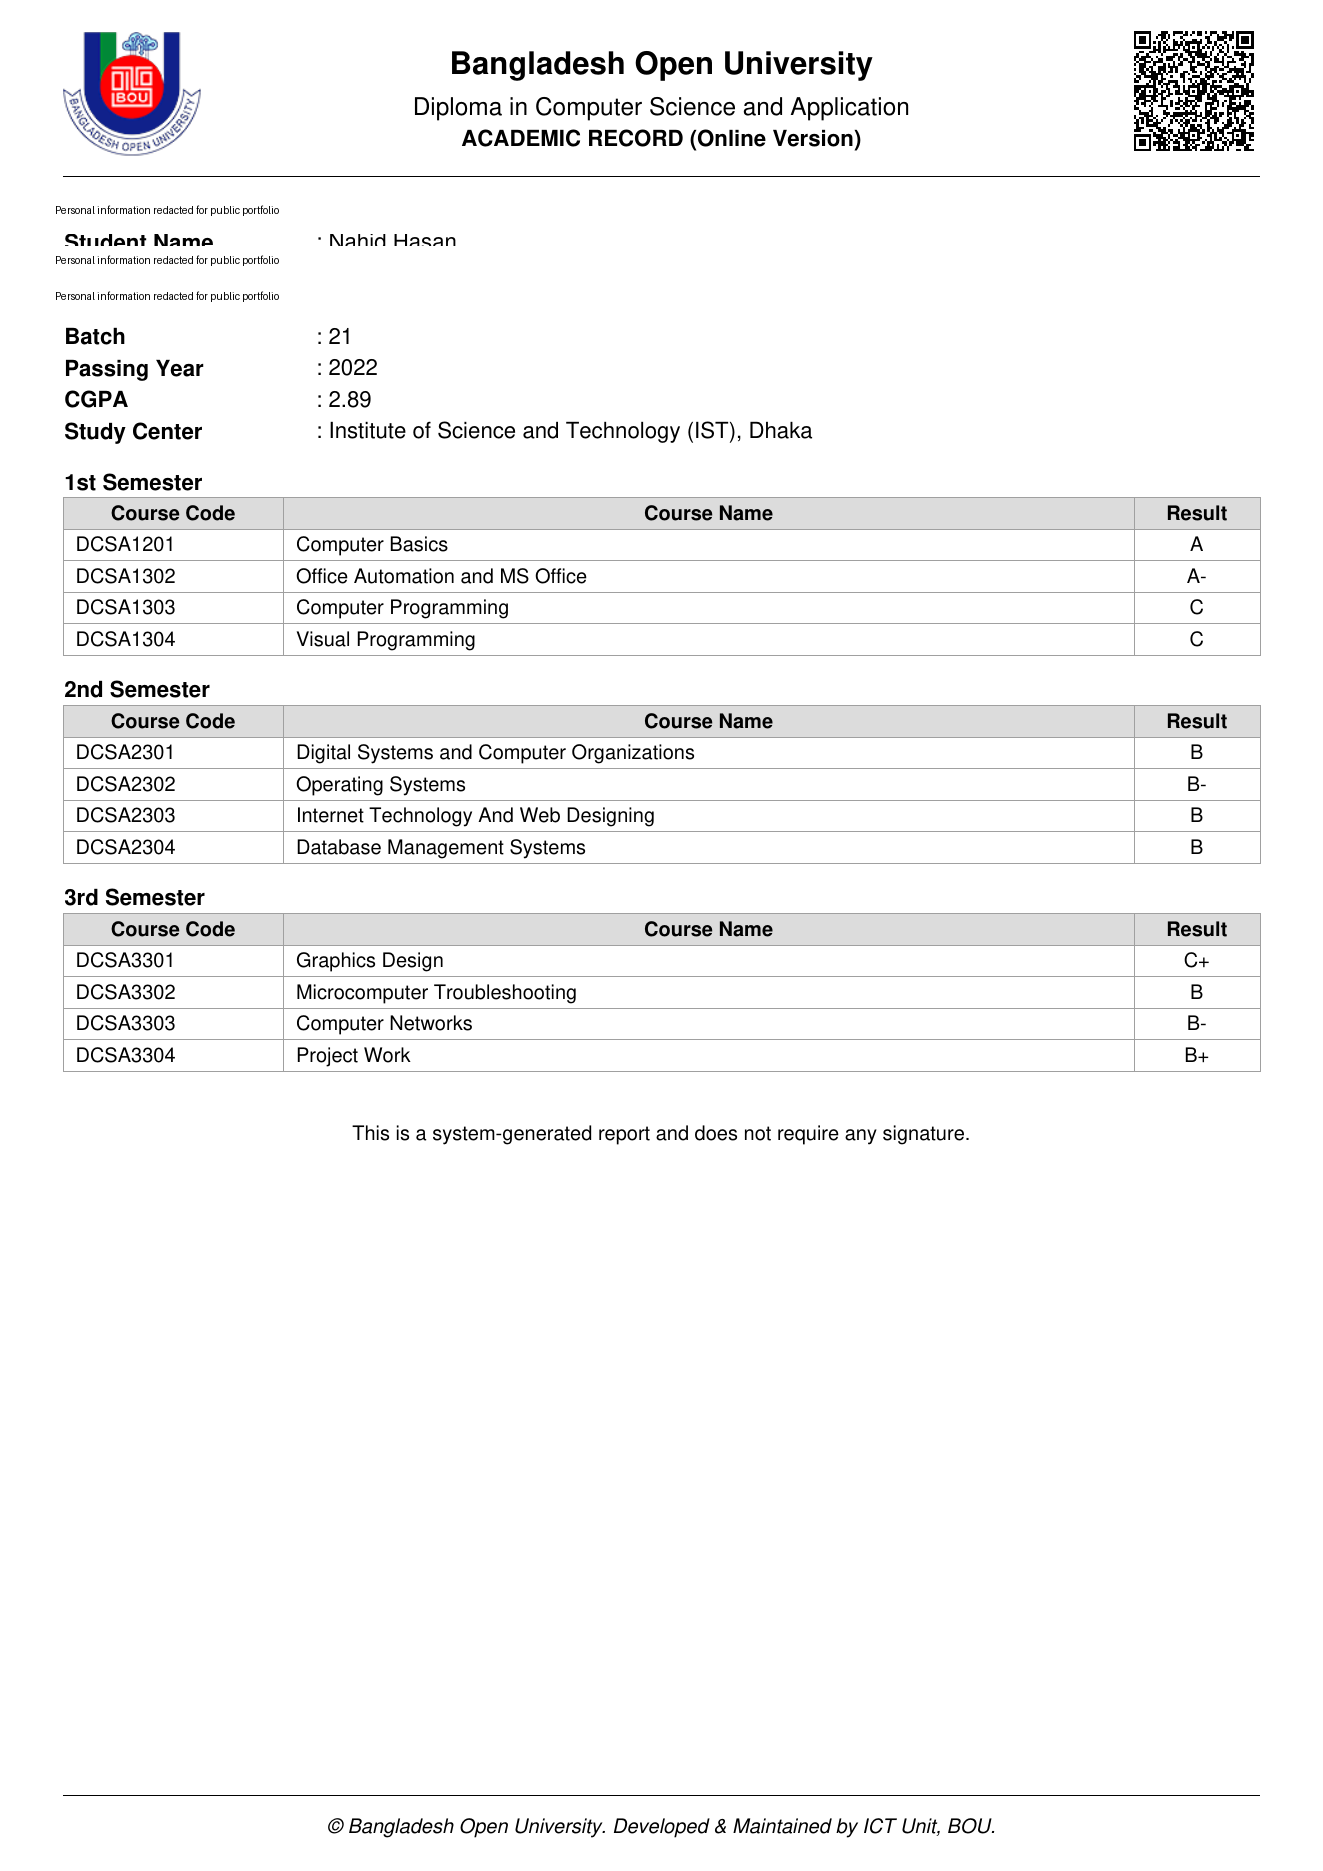 BOU
BANGLADESH OPEN UNIVERSITY
Bangladesh Open University
Diploma in Computer Science and Application
ACADEMIC RECORD (Online Version)
Personal information redacted for public portfolio
Student Name : Nahid Hasan
Personal information redacted for public portfolio
Personal information redacted for public portfolio
Batch : 21
Passing Year : 2022
CGPA : 2.89
Study Center : Institute of Science and Technology (IST), Dhaka
1st Semester
Course Code Course Name Result
DCSA1201 Computer Basics A
DCSA1302 Office Automation and MS Office A-
DCSA1303 Computer Programming C
DCSA1304 Visual Programming C
2nd Semester
Course Code Course Name Result
DCSA2301 Digital Systems and Computer Organizations B
DCSA2302 Operating Systems B-
DCSA2303 Internet Technology And Web Designing B
DCSA2304 Database Management Systems B
3rd Semester
Course Code Course Name Result
DCSA3301 Graphics Design C+
DCSA3302 Microcomputer Troubleshooting B
DCSA3303 Computer Networks B-
DCSA3304 Project Work B+
This is a system-generated report and does not require any signature.
© Bangladesh Open University. Developed & Maintained by ICT Unit, BOU.